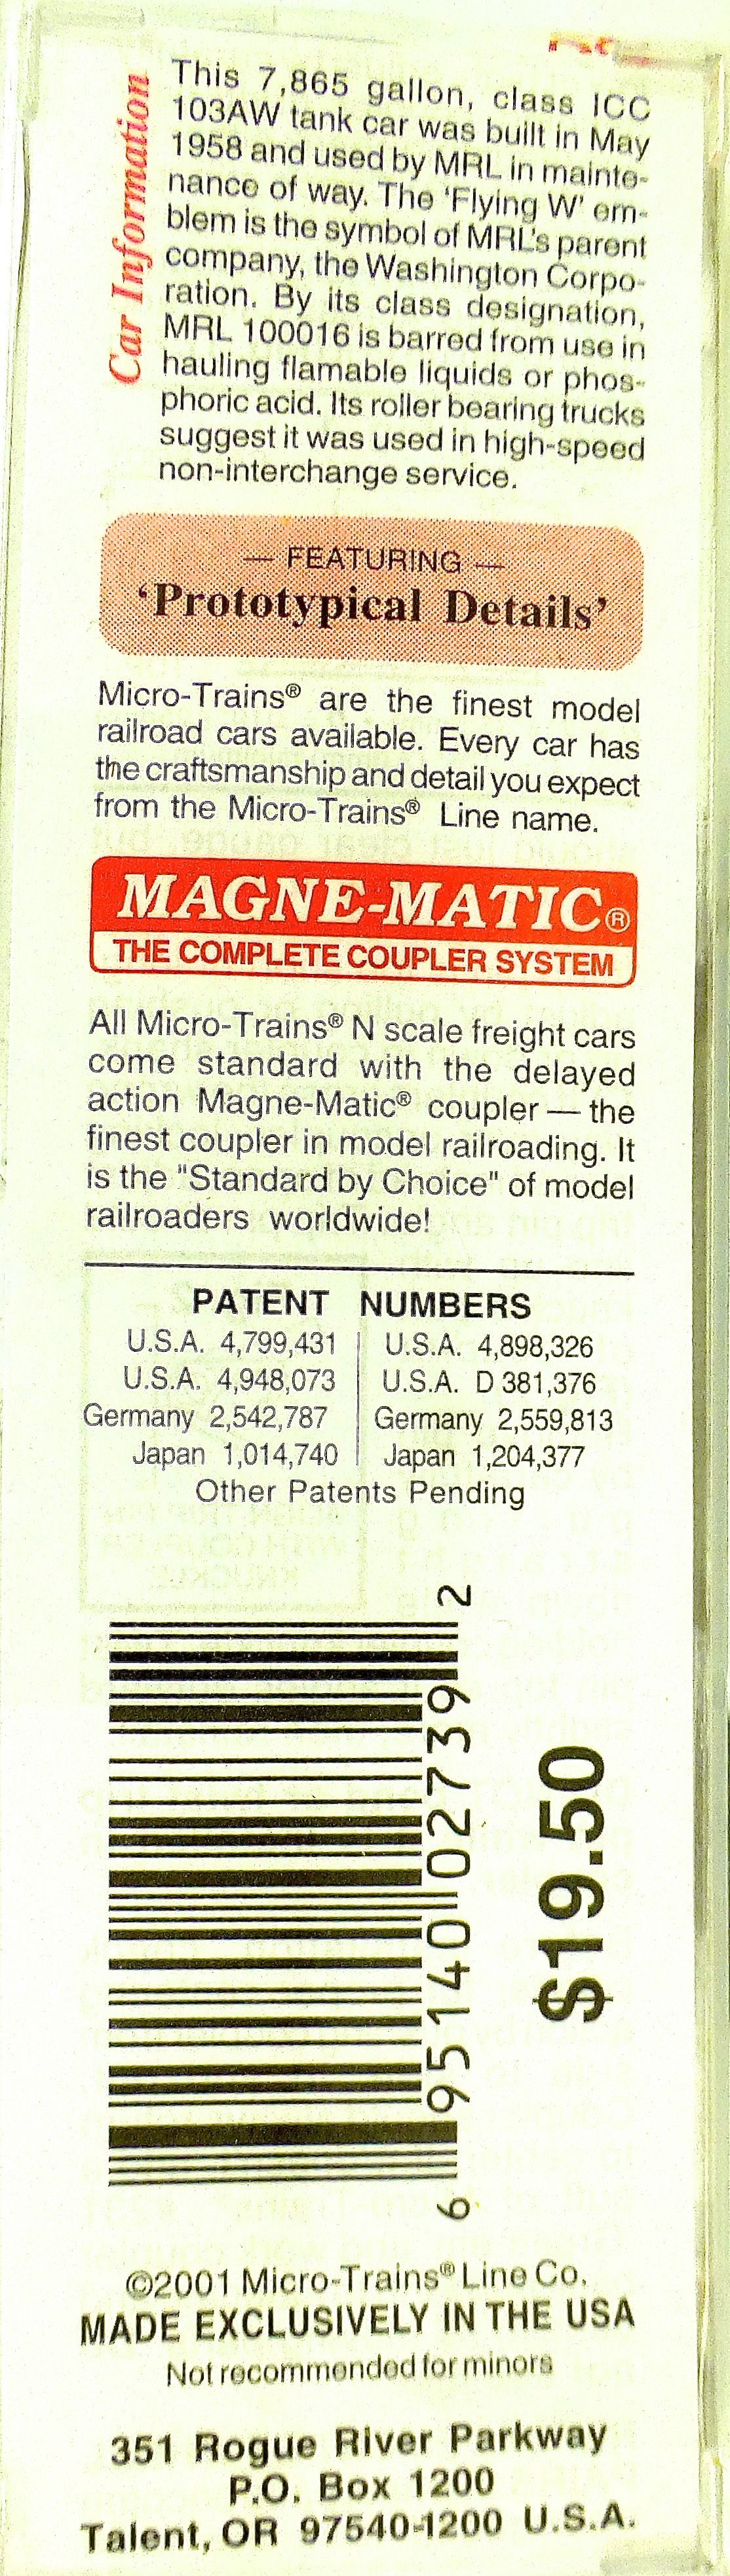 Car Information
This 7,865 gallon, class ICC
103AW tank car was built in May
1958 and used by MRL in mainte-
nance of way. The 'Flying W' em-
blem is the symbol of MRL's parent
company, the Washington Corpo-
ration. By its class designation,
MRL 100016 is barred from use in
hauling flamable liquids or phos-
phoric acid. Its roller bearing trucks
suggest it was used in high-speed
non-interchange service.
— FEATURING —
'Prototypical Details'
Micro-Trains® are the finest model
railroad cars available. Every car has
the craftsmanship and detail you expect
from the Micro-Trains® Line name.
MAGNE-MATIC®
THE COMPLETE COUPLER SYSTEM
All Micro-Trains® N scale freight cars
come standard with the delayed
action Magne-Matic® coupler — the
finest coupler in model railroading. It
is the "Standard by Choice" of model
railroaders worldwide!
PATENT NUMBERS
U.S.A. 4,799,431 | U.S.A. 4,898,326
U.S.A. 4,948,073 | U.S.A. D 381,376
Germany 2,542,787 | Germany 2,559,813
Japan 1,014,740 | Japan 1,204,377
Other Patents Pending
6 95140 02739 2
$19.50
©2001 Micro-Trains® Line Co.
MADE EXCLUSIVELY IN THE USA
Not recommended for minors
351 Rogue River Parkway
P.O. Box 1200
Talent, OR 97540-1200 U.S.A.